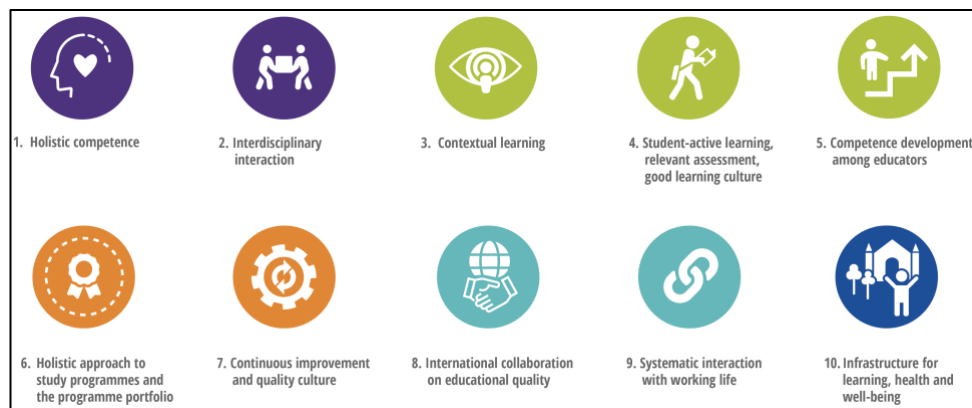 1. Holistic competence
2. Interdisciplinary
interaction
3. Contextual learning
4. Student-active learning,
relevant assessment,
good learning culture
5. Competence development
among educators
6. Holistic approach to
study programmes and
the programme portfolio
7. Continuous improvement
and quality culture
8. International collaboration
on educational quality
9. Systematic interaction
with working life
10. Infrastructure for
learning, health and
well-being